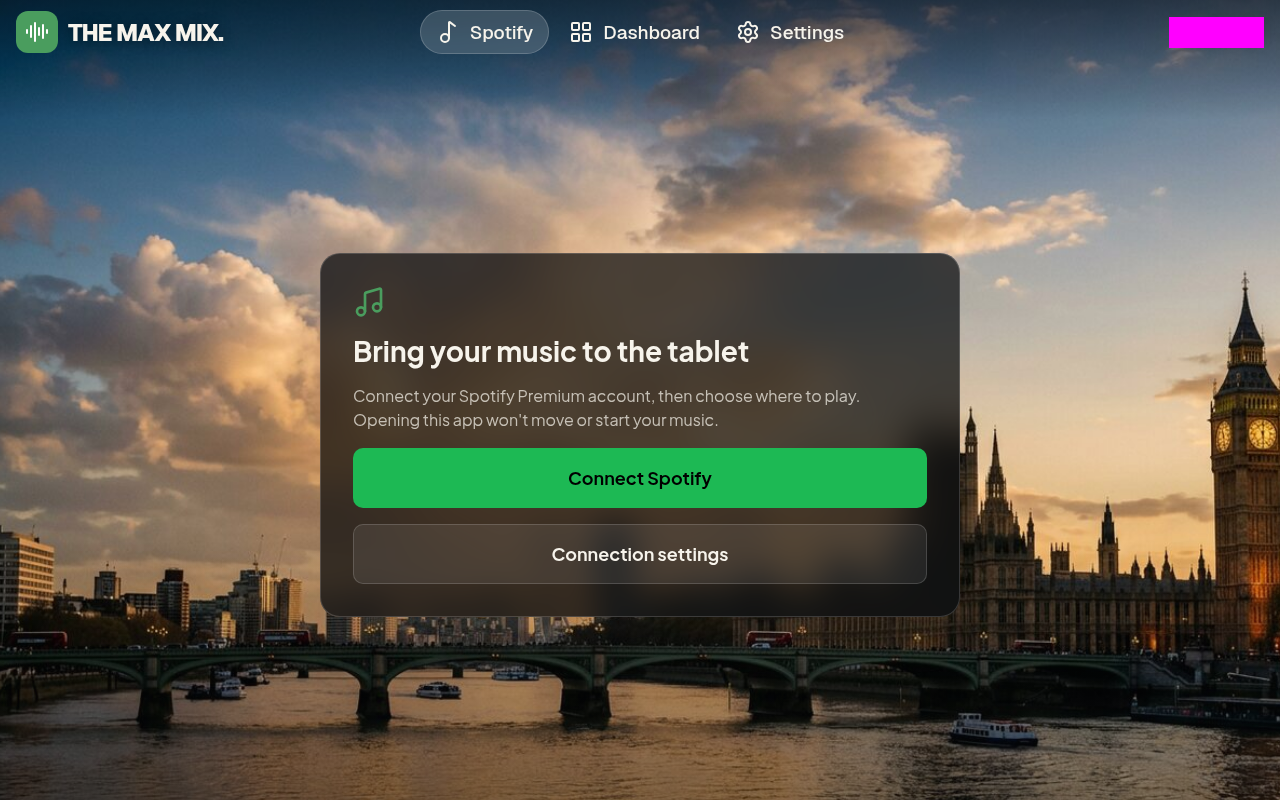 THE MAX MIX.
Spotify
Dashboard
Settings
Bring your music to the tablet
Connect your Spotify Premium account, then choose where to play.
Opening this app won't move or start your music.
Connect Spotify
Connection settings